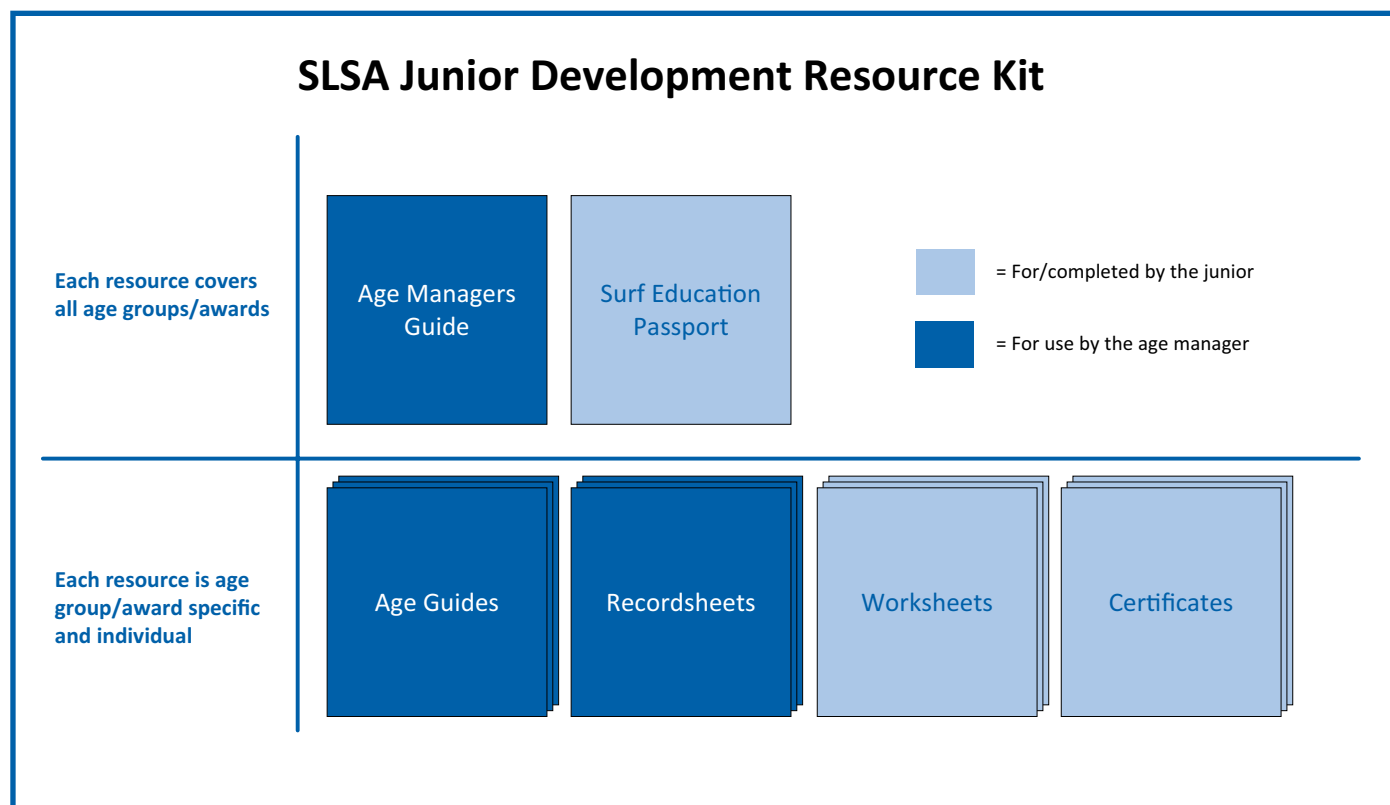 SLSA Junior Development Resource Kit
Each resource covers
all age groups/awards
Age Managers
Guide
Surf Education
Passport
= For/completed by the junior
= For use by the age manager
Each resource is age
group/award specific
and individual
Age Guides
Recordsheets
Worksheets
Certificates